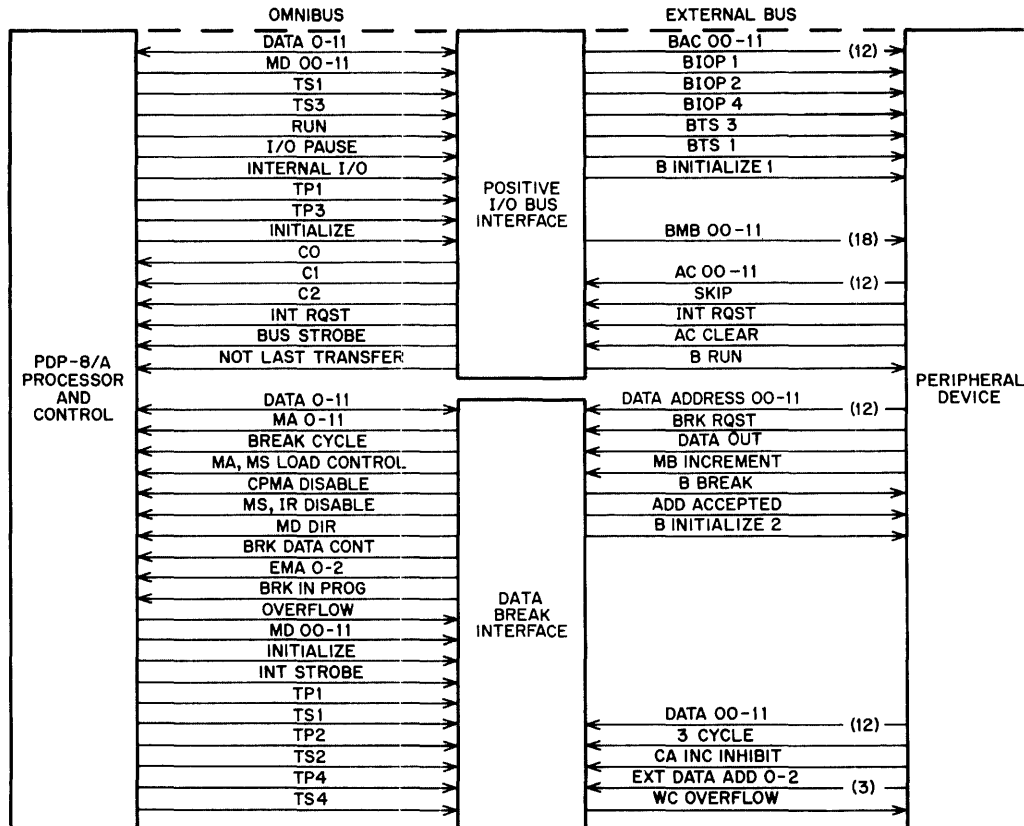 OMNIBUS
EXTERNAL BUS
DATA 0-11
BAC 00-11 (12)
MD 00-11
BIOP 1
TS1
BIOP 2
TS3
BIOP 4
RUN
BTS 3
I/O PAUSE
BTS 1
INTERNAL I/O
B INITIALIZE 1
TP1
TP3
INITIALIZE
BMB 00-11 (18)
C0
C1
AC 00-11 (12)
C2
SKIP
INT RQST
INT RQST
BUS STROBE
AC CLEAR
NOT LAST TRANSFER
B RUN
POSITIVE
I/O BUS
INTERFACE
PDP-8/A
PROCESSOR
AND
CONTROL
PERIPHERAL
DEVICE
DATA 0-11
DATA ADDRESS 00-11 (12)
MA 0-11
BRK RQST
BREAK CYCLE
DATA OUT
MA, MS LOAD CONTROL
MB INCREMENT
CPMA DISABLE
B BREAK
MS, IR DISABLE
ADD ACCEPTED
MD DIR
B INITIALIZE 2
BRK DATA CONT
EMA 0-2
BRK IN PROG
OVERFLOW
MD 00-11
INITIALIZE
INT STROBE
DATA
BREAK
INTERFACE
TP1
TS1
DATA 00-11 (12)
TP2
3 CYCLE
TS2
CA INC INHIBIT
TP4
EXT DATA ADD 0-2 (3)
TS4
WC OVERFLOW